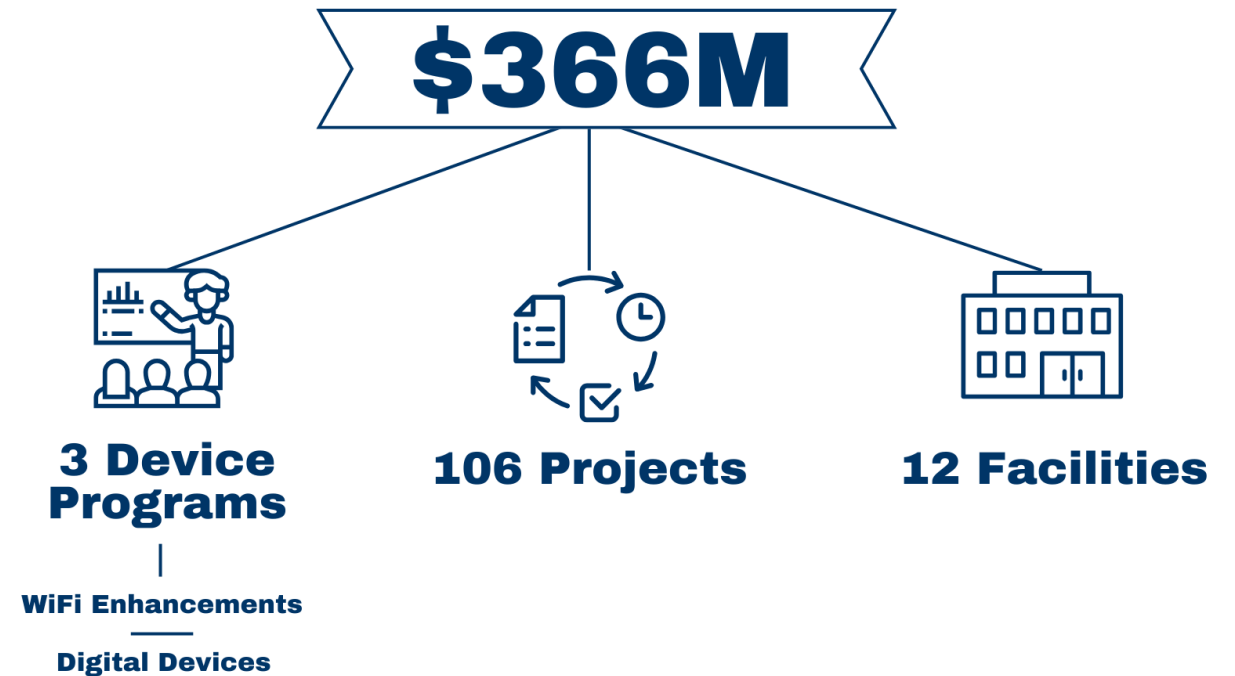 $366M
3 Device
Programs
106 Projects
12 Facilities
WiFi Enhancements
Digital Devices